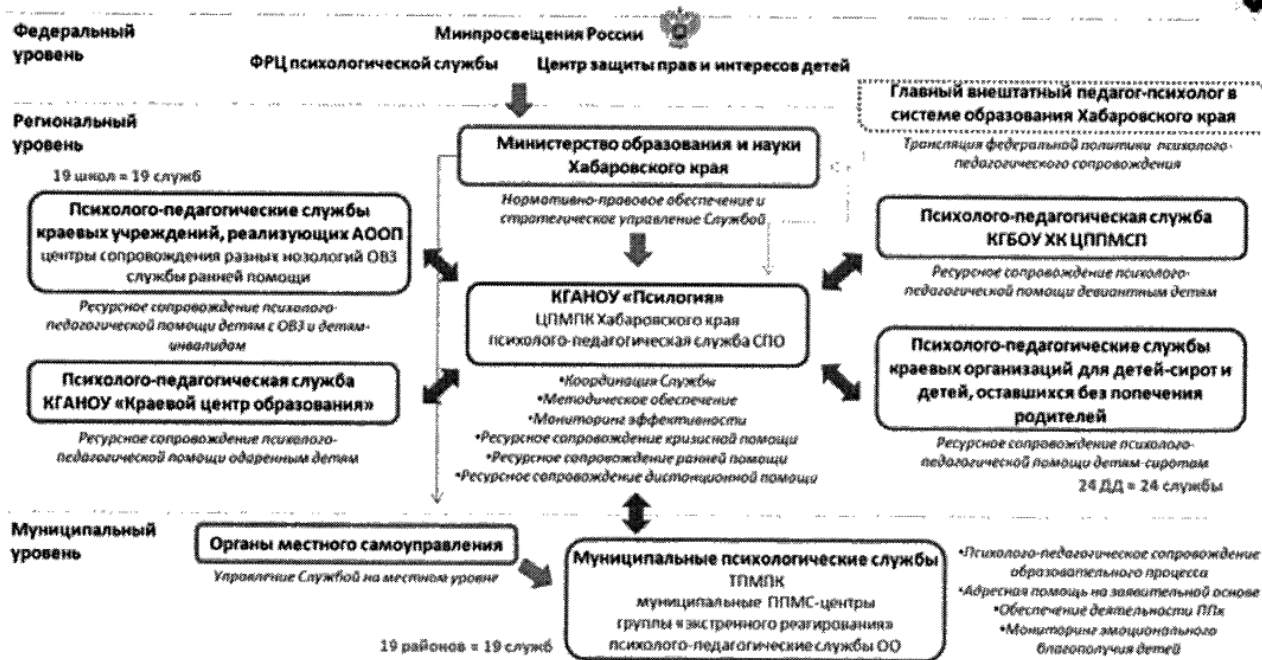 Федеральный
уровень
Минпросвещения России
ФРЦ психологической службы
Центр защиты прав и интересов детей
Региональный
уровень
Министерство образования и науки
Хабаровского края
Нормативно-правовое обеспечение и
стратегическое управление Службой
Главный внештатный педагог-психолог в
системе образования Хабаровского края
Трансляция федеральной политики психолого-
педагогического сопровождения
19 школ = 19 служб
Психолого-педагогические службы
краевых учреждений, реализующих АООП
центры сопровождения разных нозологий ОВЗ
службы ранней помощи
Ресурсное сопровождение психолого-
педагогической помощи детям с ОВЗ и детям-
инвалидам
Психолого-педагогическая служба
КГАНОУ «Краевой центр образования»
Ресурсное сопровождение психолого-
педагогической помощи одаренным детям
КГАНОУ «Псилогия»
ЦПМПК Хабаровского края
психолого-педагогическая служба СПО
•Координация Службы
•Методическое обеспечение
•Мониторинг эффективности
•Ресурсное сопровождение кризисной помощи
•Ресурсное сопровождение ранней помощи
•Ресурсное сопровождение дистанционной помощи
Психолого-педагогическая служба
КГБОУ ХК ЦППМСП
Ресурсное сопровождение психолого-
педагогической помощи девиантным детям
Психолого-педагогические службы
краевых организаций для детей-сирот и
детей, оставшихся без попечения
родителей
Ресурсное сопровождение психолого-
педагогической помощи детям-сиротам
24 ДД = 24 службы
Муниципальный
уровень
Органы местного самоуправления
Управление Службой на местном уровне
19 районов = 19 служб
Муниципальные психологические службы
ТПМПК
муниципальные ППМС-центры
группы «экстренного реагирования»
психолого-педагогические службы ОО
•Психолого-педагогическое сопровождение
образовательного процесса
•Адресная помощь на заявительной основе
•Обеспечение деятельности ППк
•Мониторинг эмоционального
благополучия детей